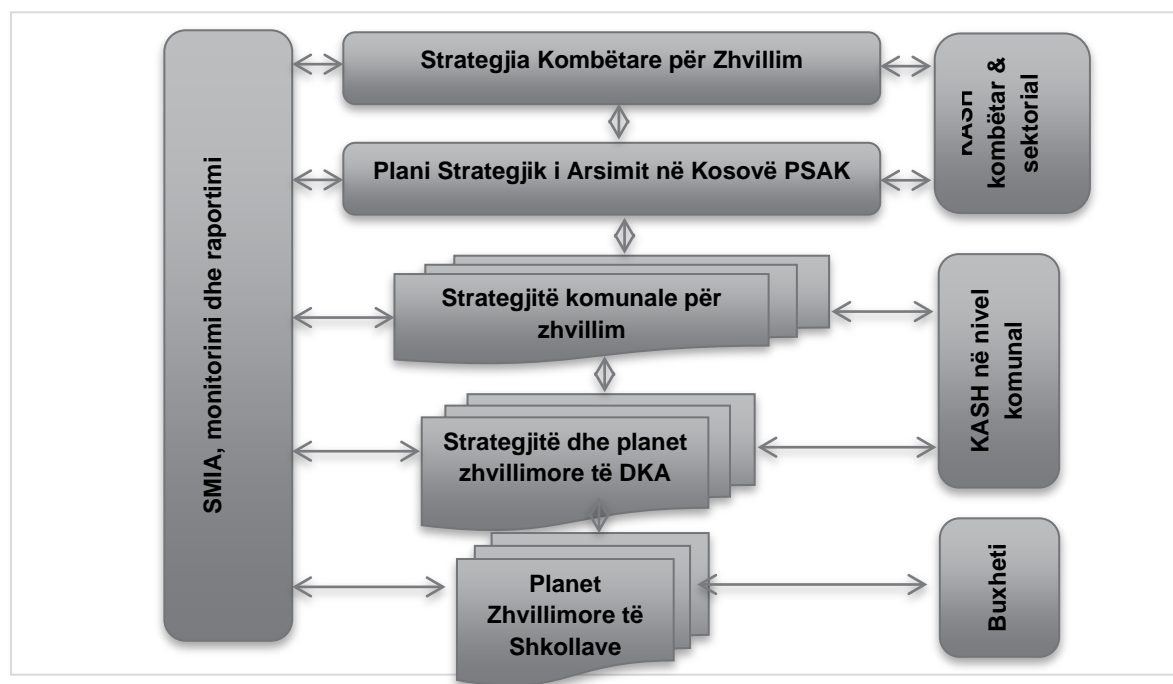 SMIA, monitorimi dhe raportimi
Strategjia Kombëtare për Zhvillim
Plani Strategjik i Arsimit në Kosovë PSAK
Strategjitë komunale për
zhvillim
Strategjitë dhe planet
zhvillimore të DKA
Planet
Zhvillimore të
Shkollave
KASH
kombëtar &
sektorial
KASH në nivel
komunal
Buxheti